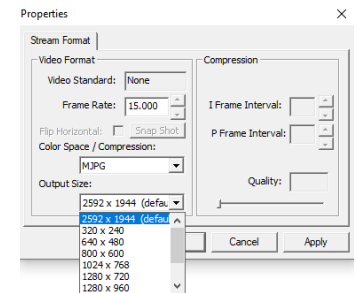 Properties
Stream Format
Video Format
Video Standard: None
Frame Rate: 15.000
Flip Horizontal: Snap Shot
Color Space / Compression:
MJPG
Output Size:
2592 x 1944 (defau
2592 x 1944 (defau
320 x 240
640 x 480
800 x 600
1024 x 768
1280 x 720
1280 x 960
Compression
I Frame Interval:
P Frame Interval:
Quality:
Cancel Apply